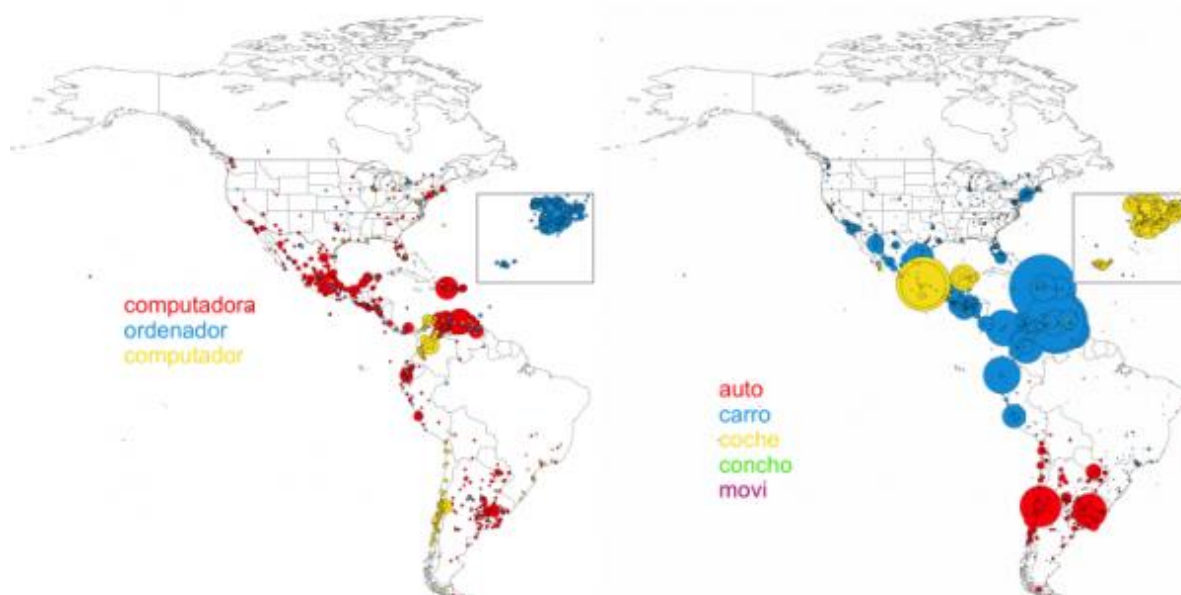 computadora
ordenador
computador
auto
carro
coche
concho
movi